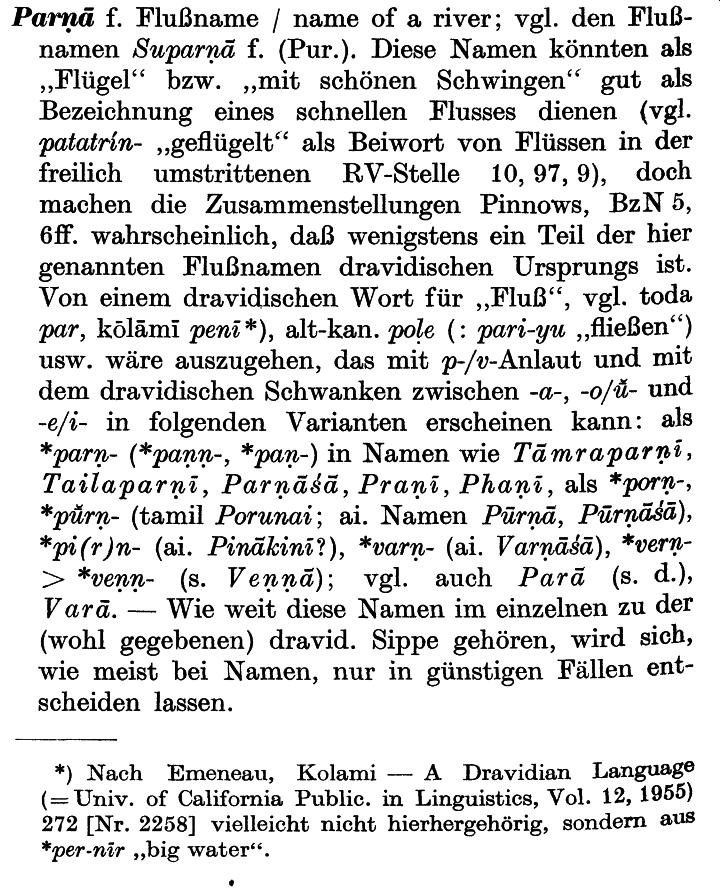 Parṇā f. Flußname / name of a river; vgl. den Fluß-
namen Suparṇā f. (Pur.). Diese Namen könnten als
„Flügel“ bzw. „mit schönen Schwingen“ gut als
Bezeichnung eines schnellen Flusses dienen (vgl.
patatrín- „geflügelt“ als Beiwort von Flüssen in der
freilich umstrittenen RV-Stelle 10, 97, 9), doch
machen die Zusammenstellungen Pinnows, BzN 5,
6ff. wahrscheinlich, daß wenigstens ein Teil der hier
genannten Flußnamen dravidischen Ursprungs ist.
Von einem dravidischen Wort für „Fluß“, vgl. toda
par, kōlāmī penī*), alt-kan. poḷe (: pari-yu „fließen“)
usw. wäre auszugehen, das mit p-/v-Anlaut und mit
dem dravidischen Schwanken zwischen -a-, -o/ū̆- und
-e/i- in folgenden Varianten erscheinen kann: als
*parṇ- (*paṇṇ-, *paṇ-) in Namen wie Tāmraparṇī,
Tailaparṇī, Parṇāśā, Praṇī, Phaṇī, als *porṇ-,
*pū̆rṇ- (tamil Porunai; ai. Namen Pūrṇā, Pūrṇāśā),
*pi(r)n- (ai. Pinākinī?), *varṇ- (ai. Varṇāśā), *verṇ-
> *veṇṇ- (s. Veṇṇā); vgl. auch Parā (s. d.),
Varā. — Wie weit diese Namen im einzelnen zu der
(wohl gegebenen) dravid. Sippe gehören, wird sich,
wie meist bei Namen, nur in günstigen Fällen ent-
scheiden lassen.
*) Nach Emeneau, Kolami — A Dravidian Language
(= Univ. of California Public. in Linguistics, Vol. 12, 1955)
272 [Nr. 2258] vielleicht nicht hierhergehörig, sondern aus
*per-nīr „big water“.